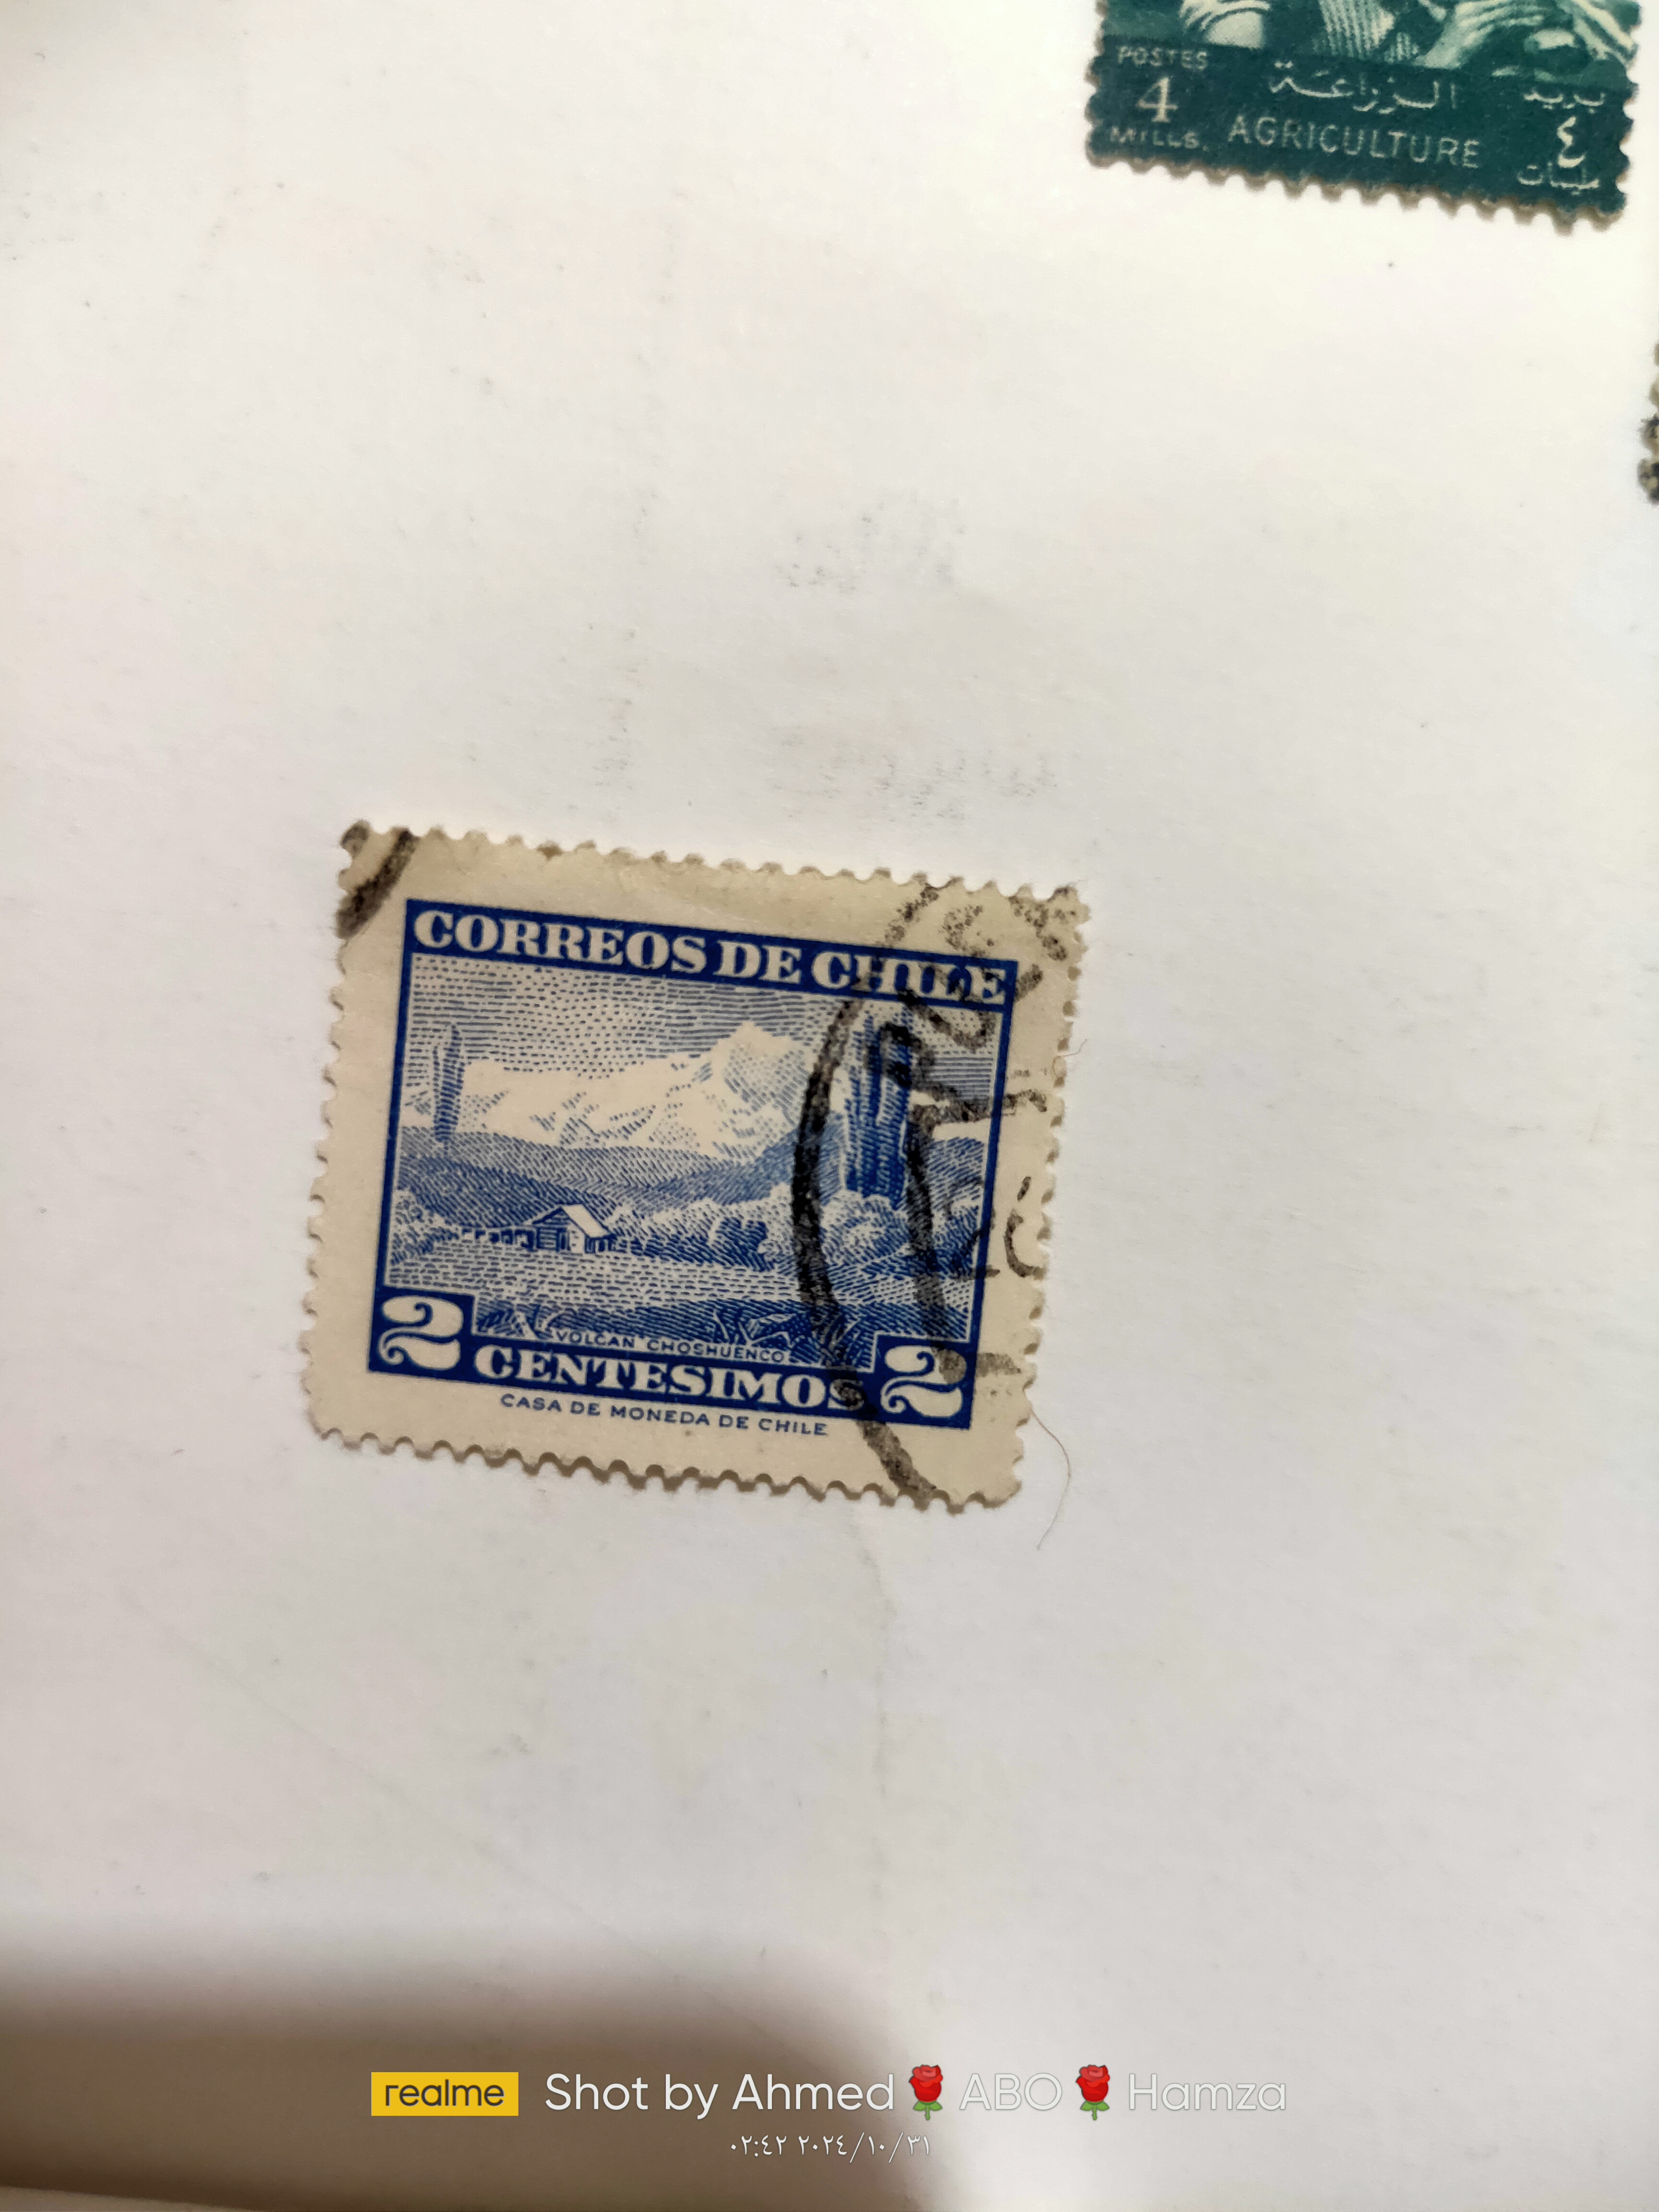 POSTES الزراعة بريد
4 ٤
MILLS. AGRICULTURE مليمات
CORREOS DE CHILE
VOLCAN CHOSHUENCO
2 CENTESIMOS 2
CASA DE MONEDA DE CHILE
realme Shot by Ahmed🌹ABO🌹Hamza
٠٢:٤٢ ٢٠٢٤/١٠/٣١